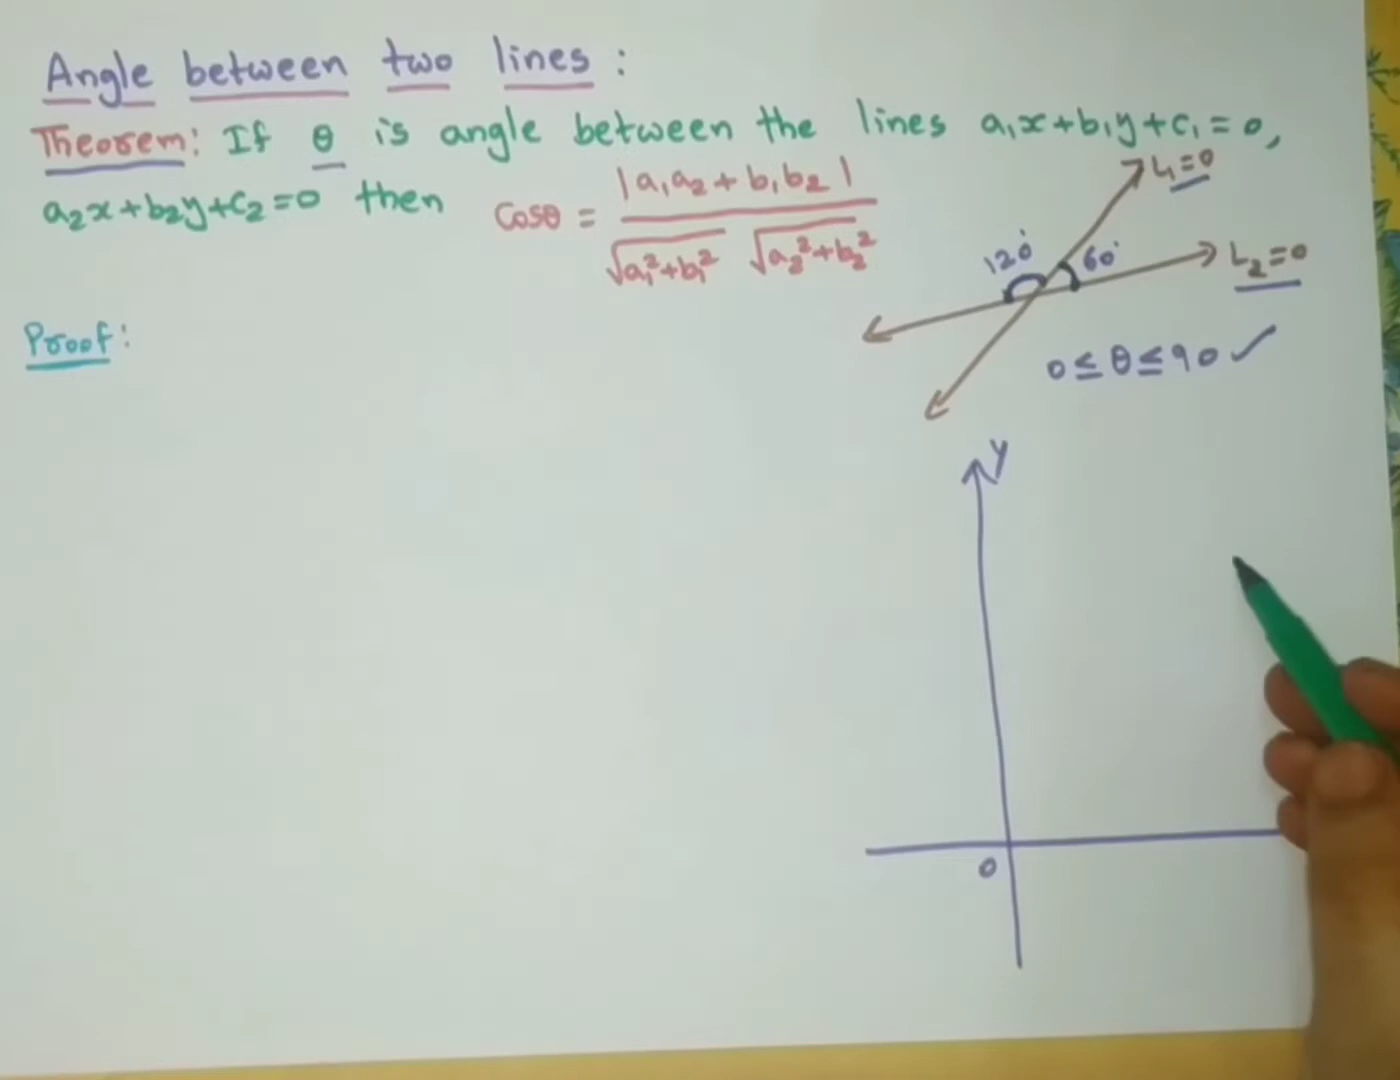 Angle between two lines :
Theorem: If θ is angle between the lines a₁x+b₁y+c₁=0,
a₂x+b₂y+c₂=0 then Cosθ = |a₁a₂+b₁b₂| / √a₁²+b₁² √a₂²+b₂²
L₁=0
120° 60° L₂=0
Proof:
0≤θ≤90 ✓
Y
0